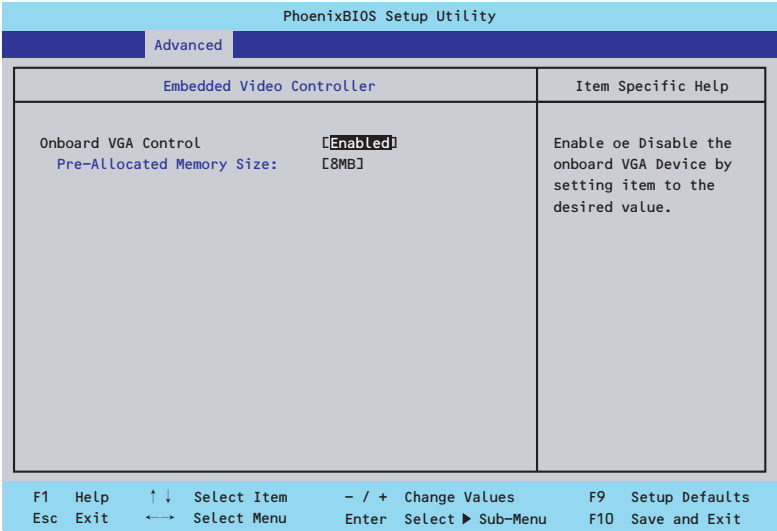 PhoenixBIOS Setup Utility
Advanced
Embedded Video Controller
Item Specific Help
Onboard VGA Control [Enabled]
Pre-Allocated Memory Size: [8MB]
Enable oe Disable the
onboard VGA Device by
setting item to the
desired value.
F1 Help ↑↓ Select Item - / + Change Values F9 Setup Defaults
Esc Exit ←→ Select Menu Enter Select ▶ Sub-Menu F10 Save and Exit